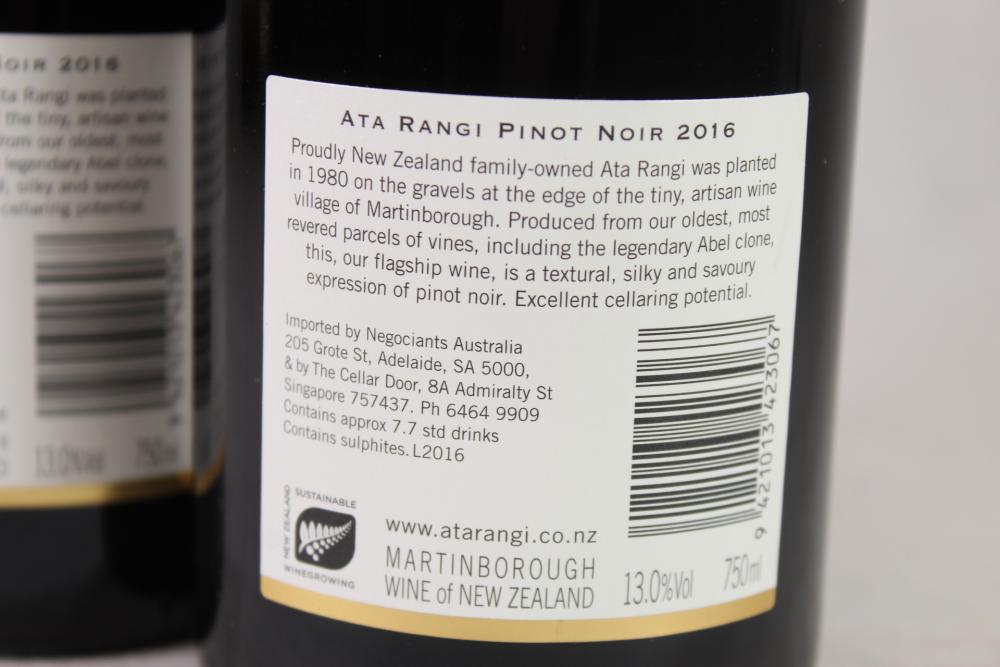 NOIR 2016
Ata Rangi was planted
the tiny, artisan wine
from our oldest, most
legendary Abel clone,
silky and savoury
cellaring potential.
13.0%Vol 750ml
ATA RANGI PINOT NOIR 2016
Proudly New Zealand family-owned Ata Rangi was planted
in 1980 on the gravels at the edge of the tiny, artisan wine
village of Martinborough. Produced from our oldest, most
revered parcels of vines, including the legendary Abel clone,
this, our flagship wine, is a textural, silky and savoury
expression of pinot noir. Excellent cellaring potential.
Imported by Negociants Australia
205 Grote St, Adelaide, SA 5000,
& by The Cellar Door, 8A Admiralty St
Singapore 757437. Ph 6464 9909
Contains approx 7.7 std drinks
Contains sulphites. L2016
9 421013 423067
SUSTAINABLE
NEW ZEALAND
WINEGROWING
www.atarangi.co.nz
MARTINBOROUGH
WINE of NEW ZEALAND
13.0%Vol 750ml